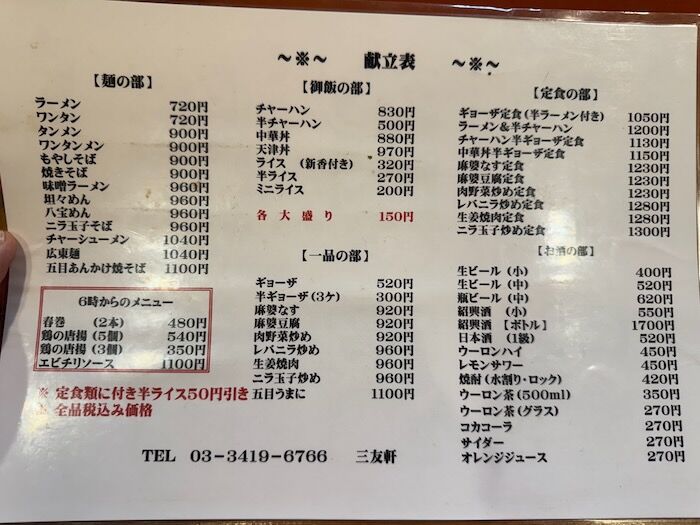 ～※～ 献立表 ～※～
【麺の部】
ラーメン 720円
ワンタン 720円
タンメン 900円
ワンタンメン 900円
もやしそば 900円
焼きそば 900円
味噌ラーメン 960円
坦々めん 960円
八宝めん 960円
ニラ玉子そば 960円
チャーシューメン 1040円
広東麺 1040円
五目あんかけ焼そば 1100円
6時からのメニュー
春巻 (2本) 480円
鶏の唐揚 (5個) 540円
鶏の唐揚 (3個) 350円
エビチリソース 1100円
※ 定食類に付き半ライス50円引き
※ 全品税込み価格
【御飯の部】
チャーハン 830円
半チャーハン 500円
中華丼 880円
天津丼 970円
ライス (新香付き) 320円
半ライス 270円
ミニライス 200円
各大盛り 150円
【一品の部】
ギョーザ 520円
半ギョーザ(3ケ) 300円
麻婆なす 920円
麻婆豆腐 920円
肉野菜炒め 920円
レバニラ炒め 960円
生姜焼肉 960円
ニラ玉子炒め 960円
五目うまに 1100円
【定食の部】
ギョーザ定食(半ラーメン付き) 1050円
ラーメン&半チャーハン 1200円
チャーハン半ギョーザ定食 1130円
中華丼半ギョーザ定食 1150円
麻婆なす定食 1230円
麻婆豆腐定食 1230円
肉野菜炒め定食 1230円
レバニラ炒め定食 1280円
生姜焼肉定食 1280円
ニラ玉子炒め定食 1300円
【お酒の部】
生ビール (小) 400円
生ビール (中) 520円
瓶ビール (中) 620円
紹興酒 (小) 550円
紹興酒 【ボトル】 1700円
日本酒 (1級) 520円
ウーロンハイ 450円
レモンサワー 450円
焼酎(水割り・ロック) 420円
ウーロン茶(500ml) 350円
ウーロン茶(グラス) 270円
コカコーラ 270円
サイダー 270円
オレンジジュース 270円
TEL 03-3419-6766 三友軒